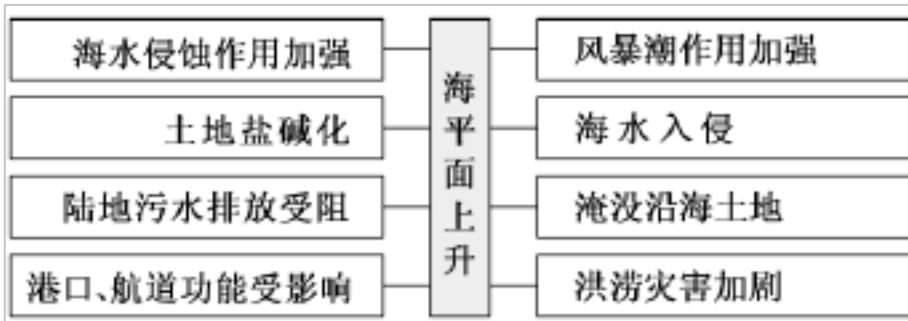 海水侵蚀作用加强
土地盐碱化
陆地污水排放受阻
港口、航道功能受影响
海平面上升
风暴潮作用加强
海水入侵
淹没沿海土地
洪涝灾害加剧